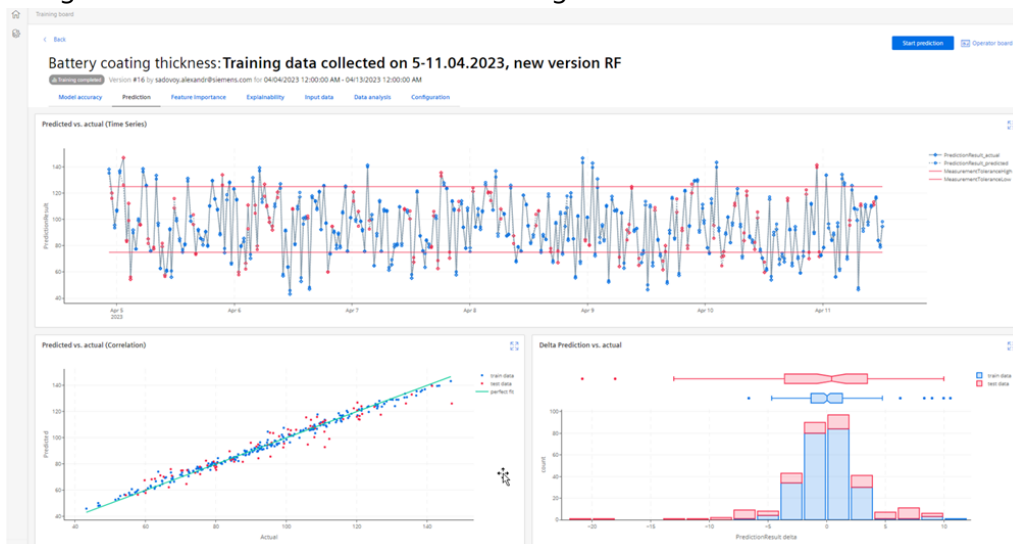 Training board
Back
Start prediction
Operator board
Battery coating thickness: Training data collected on 5-11.04.2023, new version RF
Training completed Version #16 by sadovoy.alexandr@siemens.com for 04/04/2023 12:00:00 AM - 04/13/2023 12:00:00 AM
Model accuracy Prediction Feature Importance Explainability Input data Data analysis Configuration
Predicted vs. actual (Time Series)
PredictionResult
140
120
100
80
60
40
Apr 5
2023
Apr 6
Apr 7
Apr 8
Apr 9
Apr 10
Apr 11
PredictionResult_actual
PredictionResult_predicted
MeasurementToleranceHigh
MeasurementToleranceLow
Predicted vs. actual (Correlation)
Predicted
140
120
100
80
60
40
40 60 80 100 120 140
Actual
train data
test data
perfect fit
Delta Prediction vs. actual
count
100
80
60
40
20
0
−20 −15 −10 −5 0 5 10
PredictionResult delta
train data
test data